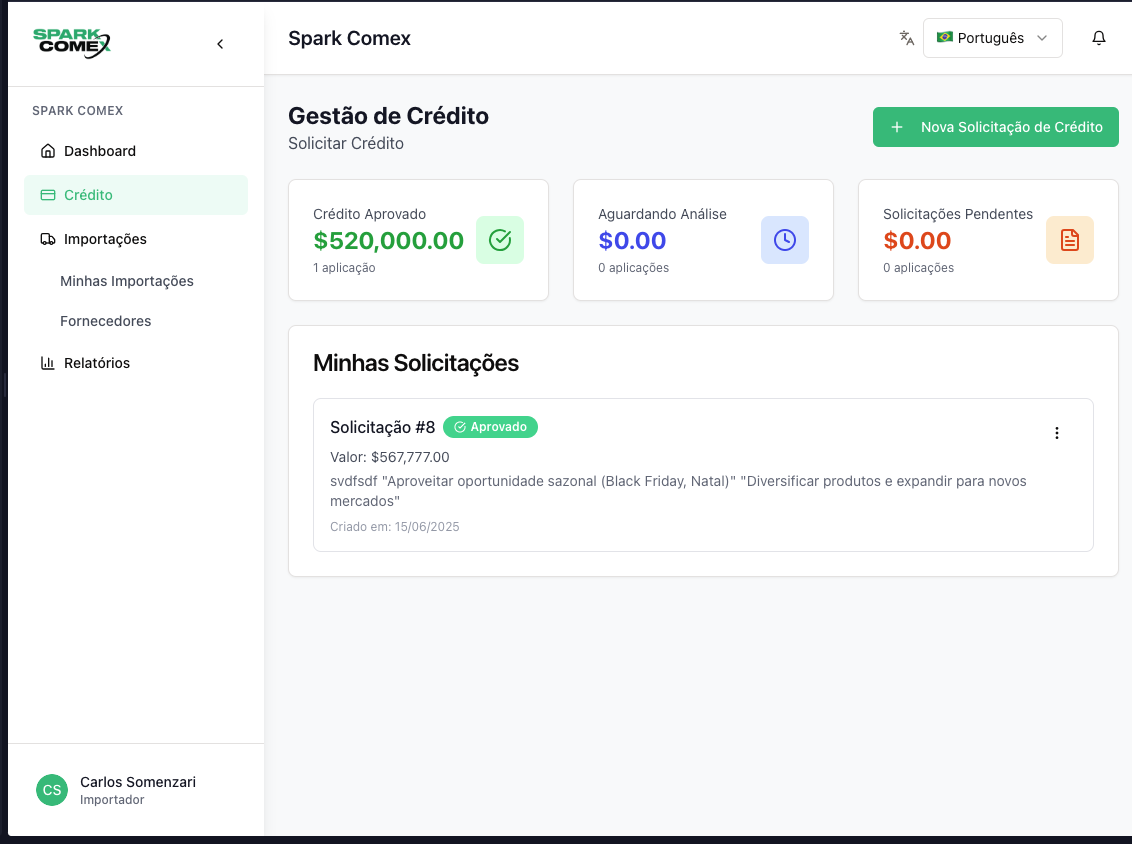 SPARK
COMEX
Spark Comex
Português
SPARK COMEX
Dashboard
Crédito
Importações
Minhas Importações
Fornecedores
Relatórios
Gestão de Crédito
Solicitar Crédito
Nova Solicitação de Crédito
Crédito Aprovado
$520,000.00
1 aplicação
Aguardando Análise
$0.00
0 aplicações
Solicitações Pendentes
$0.00
0 aplicações
Minhas Solicitações
Solicitação #8 Aprovado
Valor: $567,777.00
svdfsdf "Aproveitar oportunidade sazonal (Black Friday, Natal)" "Diversificar produtos e expandir para novos
mercados"
Criado em: 15/06/2025
CS
Carlos Somenzari
Importador